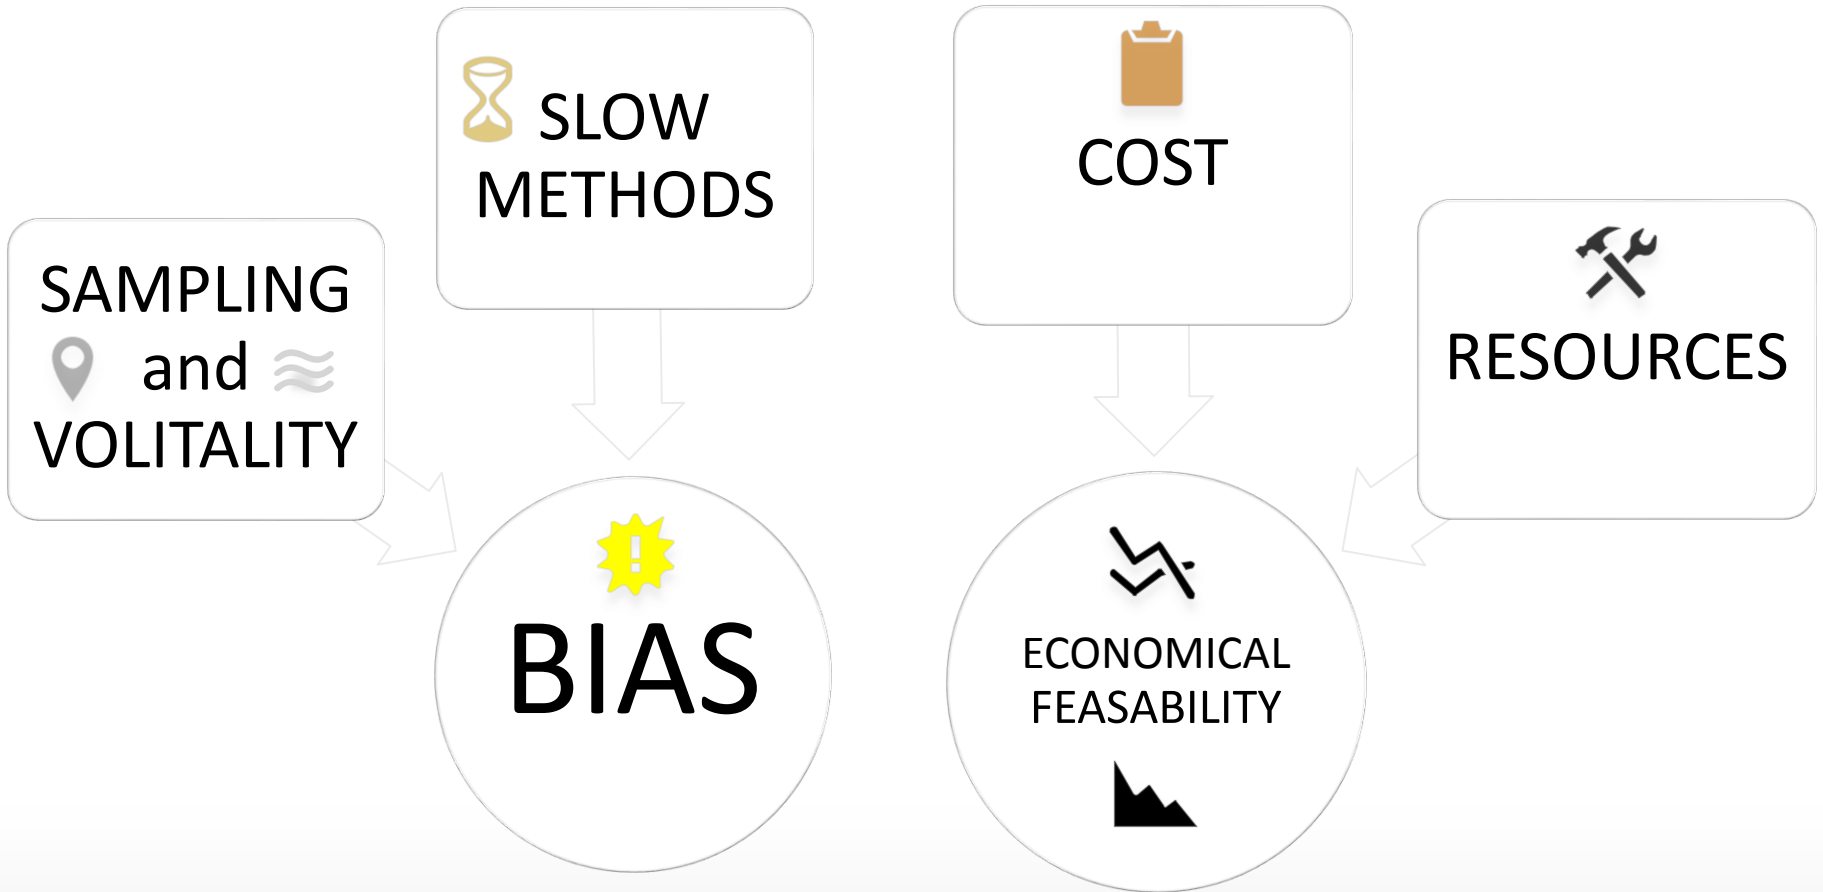 SAMPLING
and
VOLITALITY
SLOW
METHODS
COST
RESOURCES
!
BIAS
ECONOMICAL
FEASABILITY